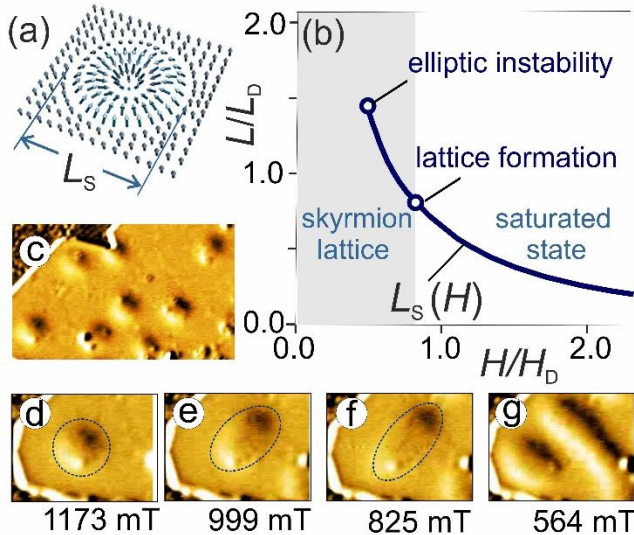 (a)
L_S
(b)
L/L_D
2.0
1.0
0.0
elliptic instability
lattice formation
skyrmion
lattice
saturated
state
L_S(H)
0.0
1.0
2.0
H/H_D
c
d
e
f
g
1173 mT
999 mT
825 mT
564 mT